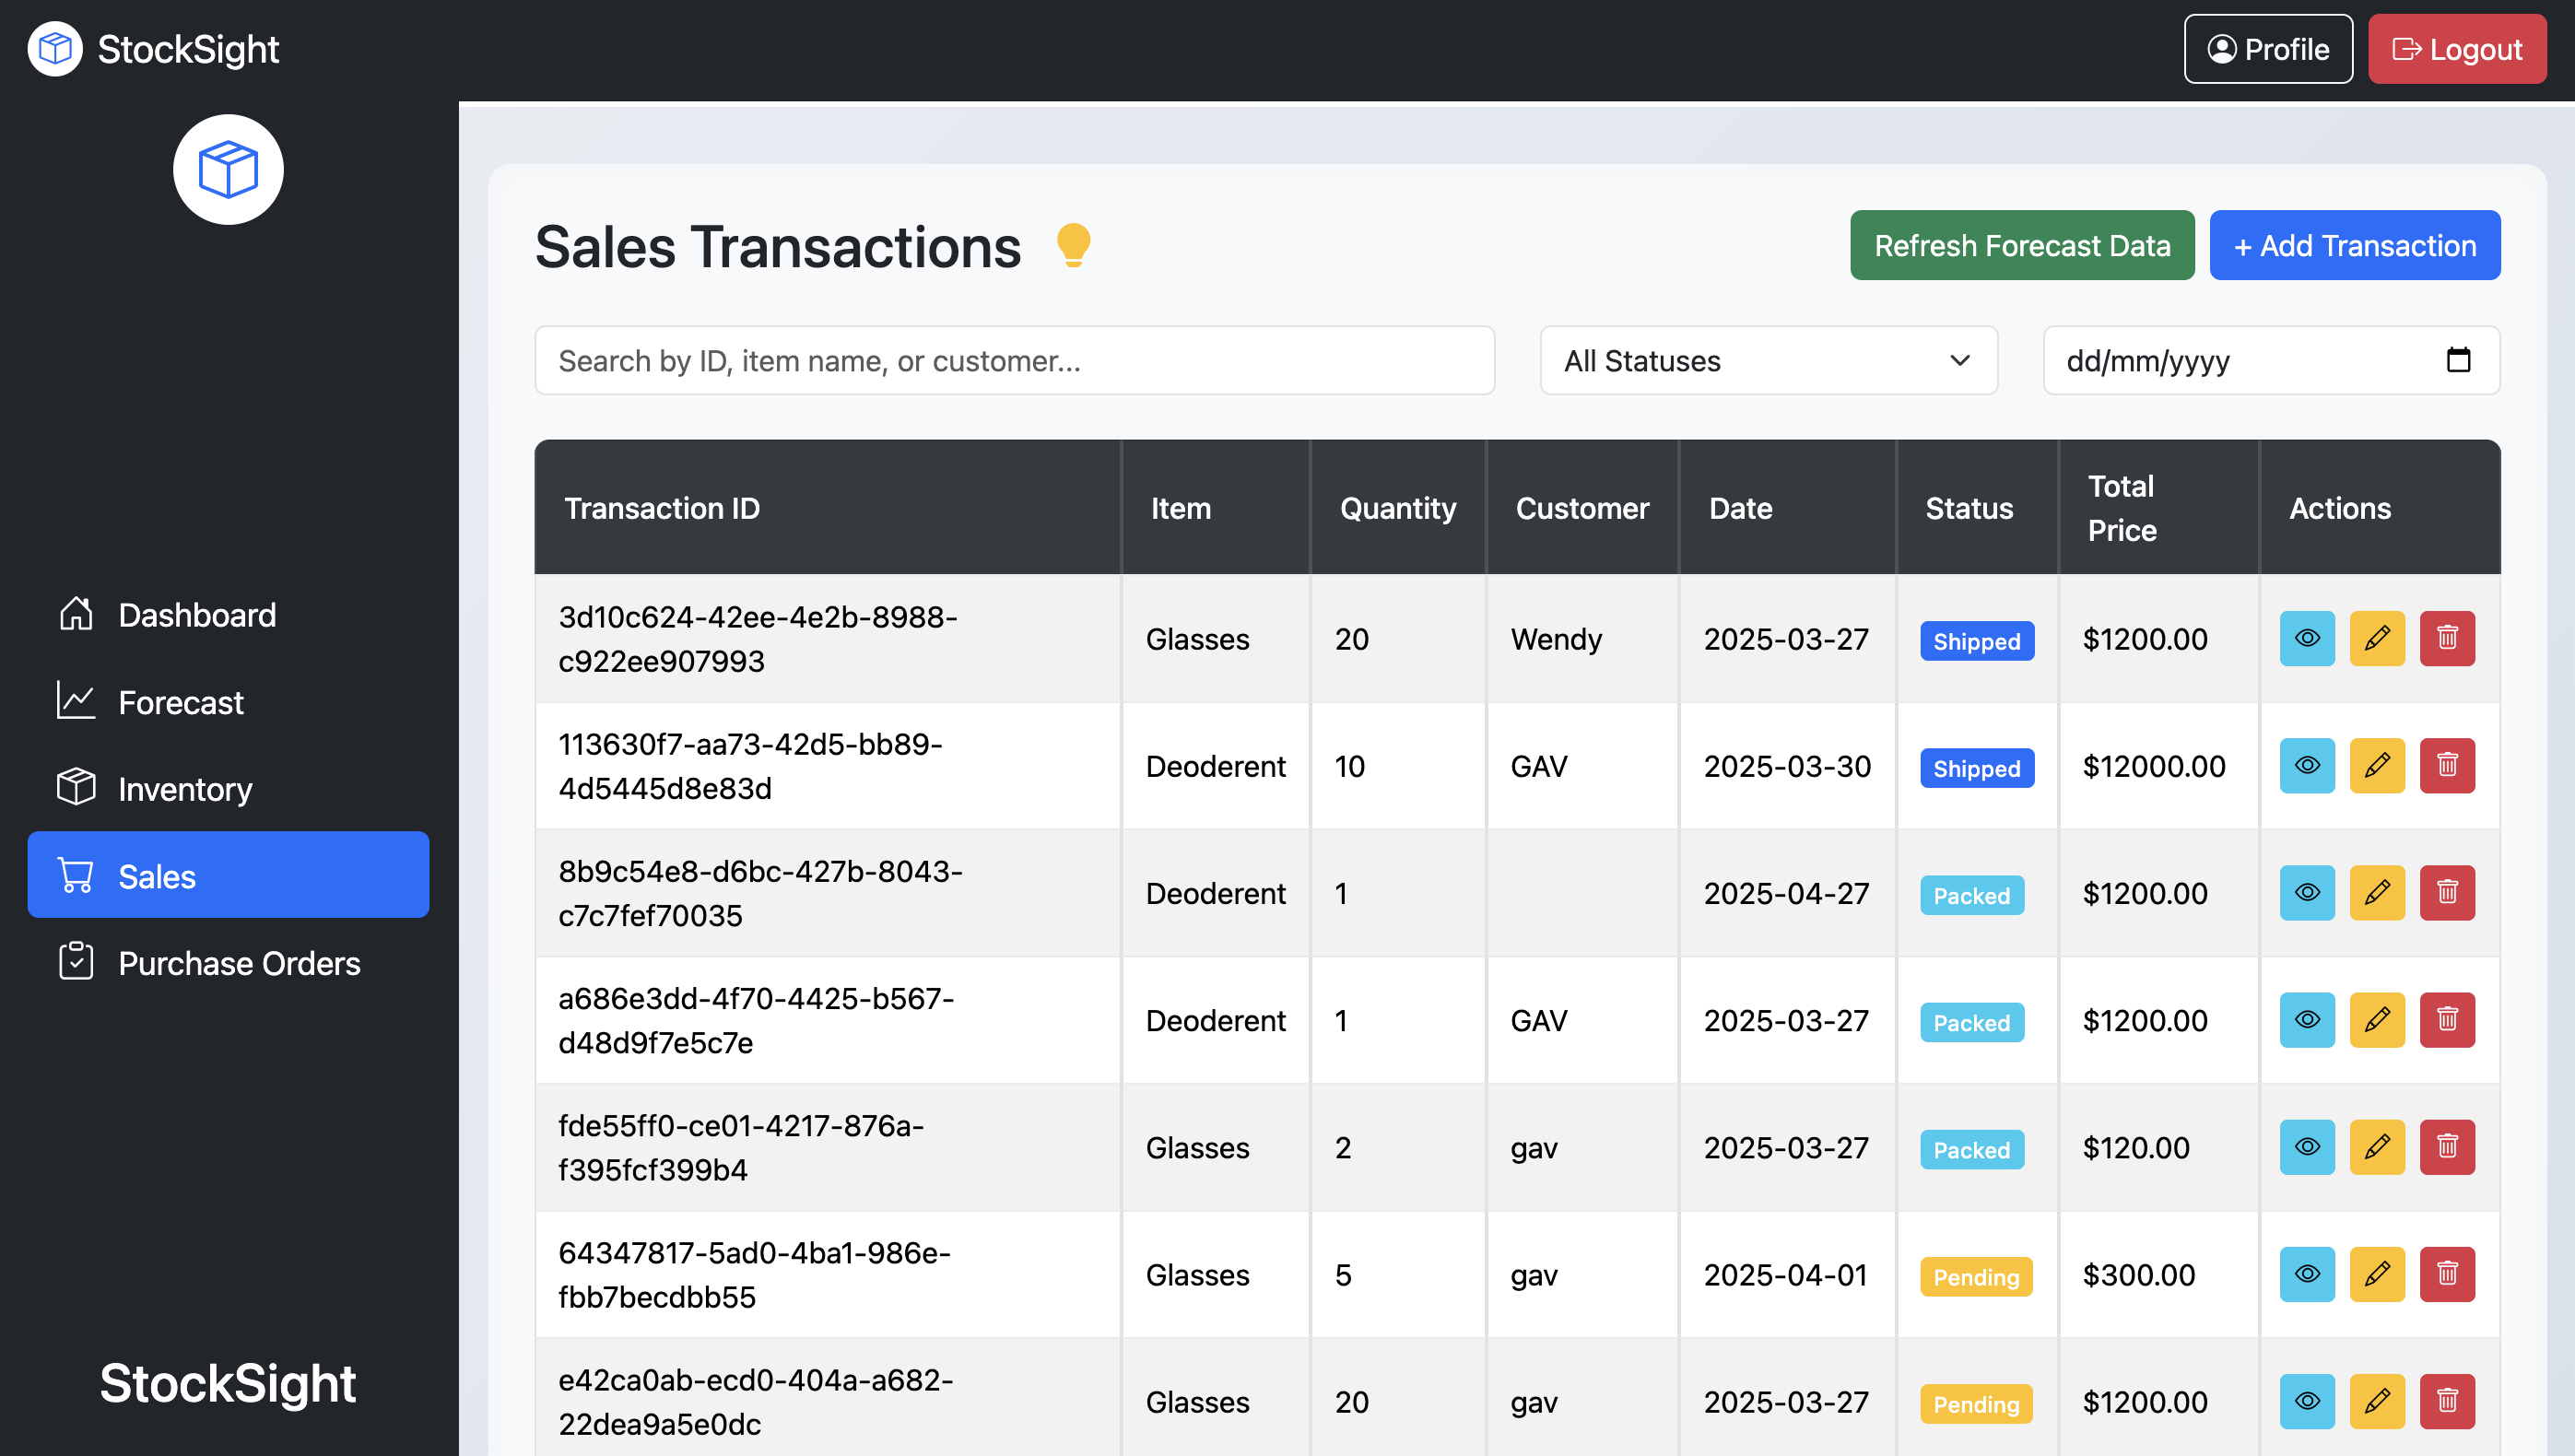 StockSight
Profile
Logout
Sales Transactions
Refresh Forecast Data
+ Add Transaction
Search by ID, item name, or customer...
All Statuses
dd/mm/yyyy
Transaction ID Item Quantity Customer Date Status Total Price Actions
3d10c624-42ee-4e2b-8988-
c922ee907993
Glasses 20 Wendy 2025-03-27 Shipped $1200.00
113630f7-aa73-42d5-bb89-
4d5445d8e83d
Deoderent 10 GAV 2025-03-30 Shipped $12000.00
8b9c54e8-d6bc-427b-8043-
c7c7fef70035
Deoderent 1 2025-04-27 Packed $1200.00
a686e3dd-4f70-4425-b567-
d48d9f7e5c7e
Deoderent 1 GAV 2025-03-27 Packed $1200.00
fde55ff0-ce01-4217-876a-
f395fcf399b4
Glasses 2 gav 2025-03-27 Packed $120.00
64347817-5ad0-4ba1-986e-
fbb7becdbb55
Glasses 5 gav 2025-04-01 Pending $300.00
e42ca0ab-ecd0-404a-a682-
22dea9a5e0dc
Glasses 20 gav 2025-03-27 Pending $1200.00
Dashboard
Forecast
Inventory
Sales
Purchase Orders
StockSight